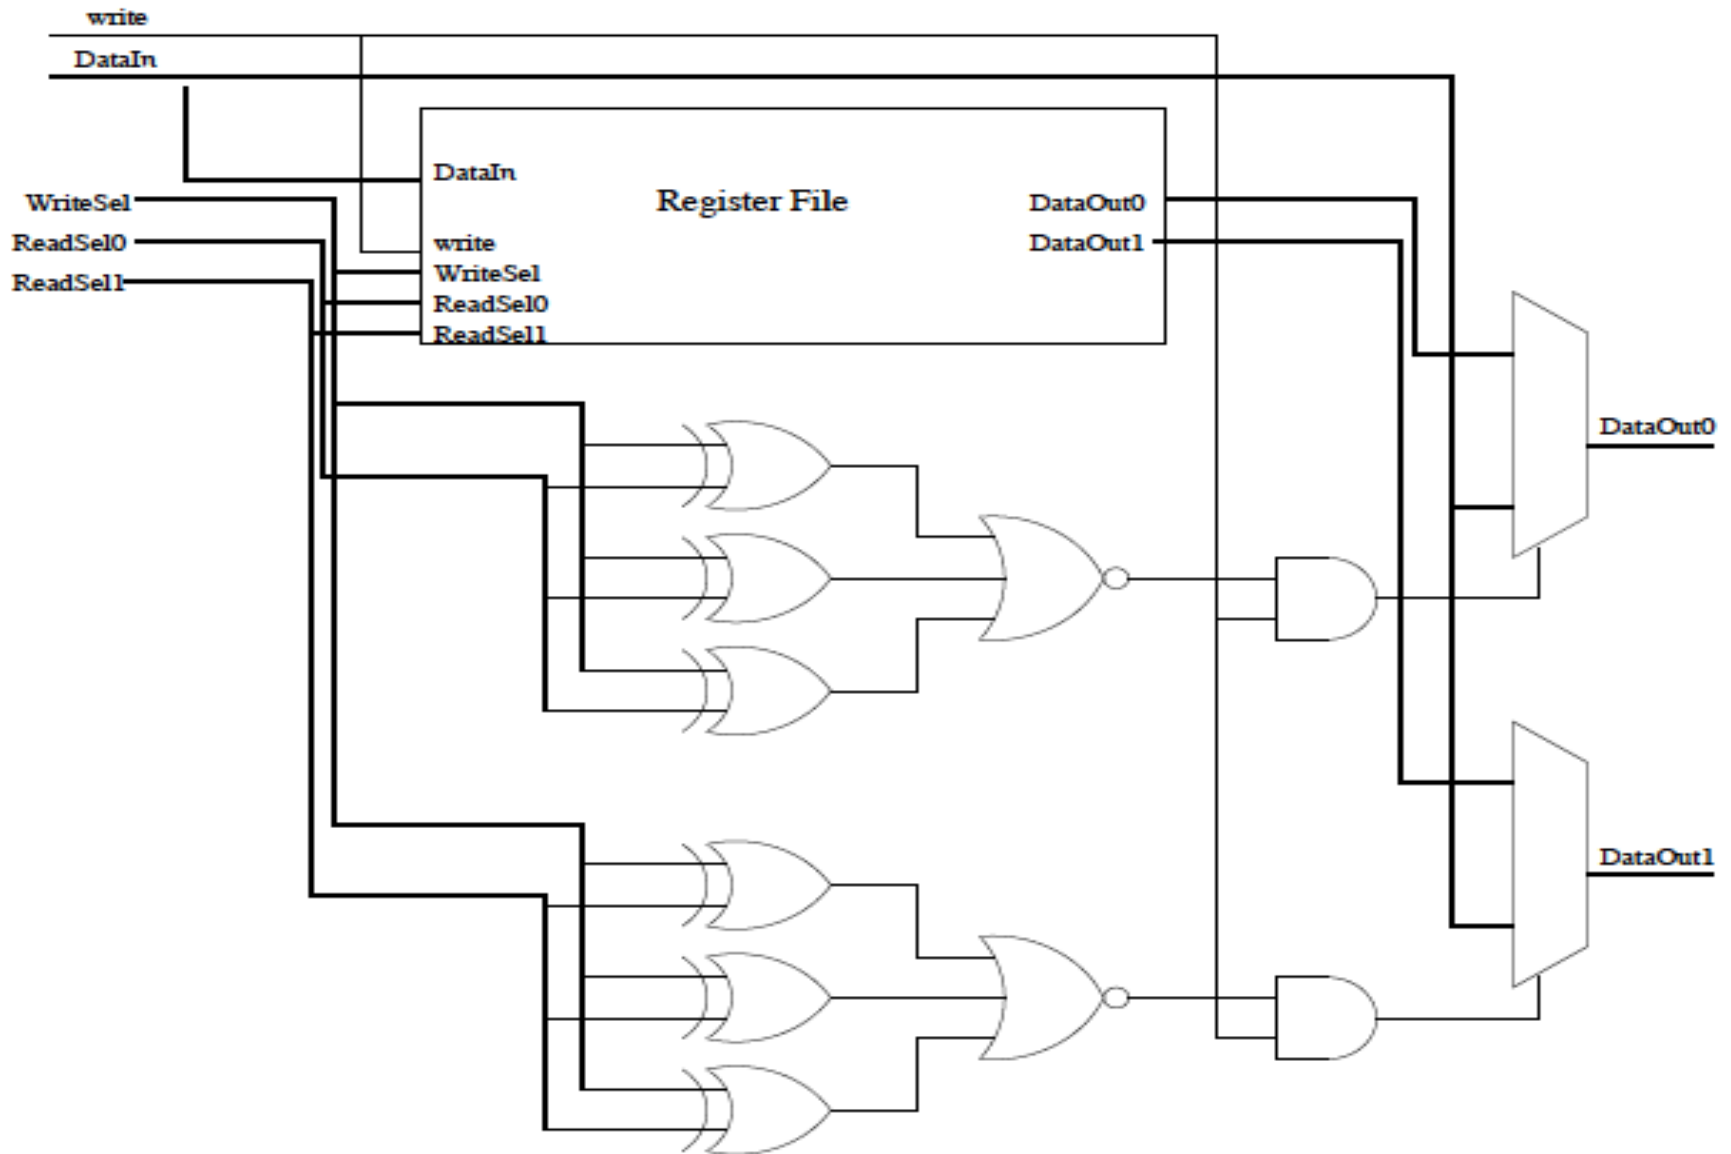 write
DataIn
DataIn
Register File
WriteSel
DataOut0
ReadSel0
write
DataOut1
WriteSel
ReadSel1
ReadSel0
ReadSel1
DataOut0
DataOut1